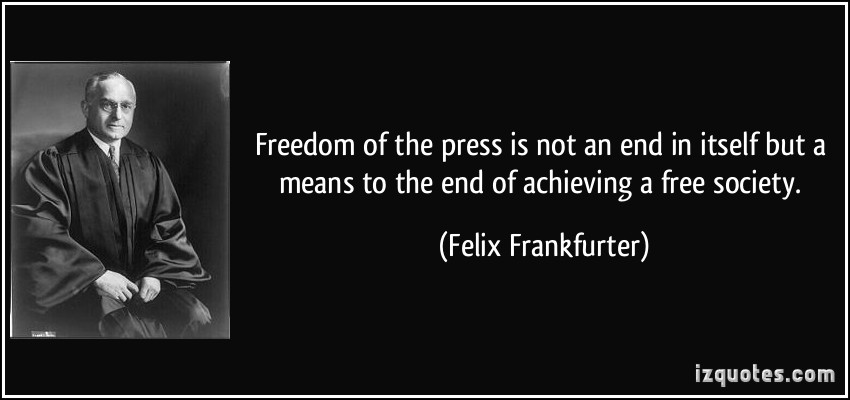 Freedom of the press is not an end in itself but a
means to the end of achieving a free society.
(Felix Frankfurter)
izquotes.com